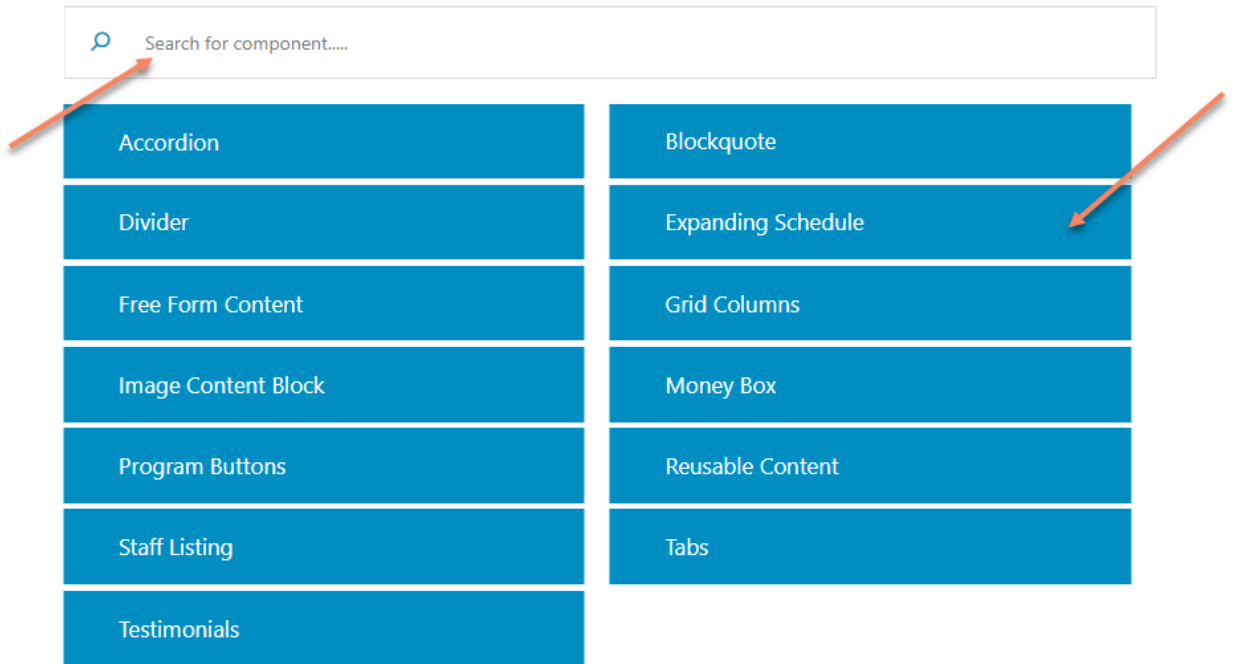 Search for component.....
Accordion
Blockquote
Divider
Expanding Schedule
Free Form Content
Grid Columns
Image Content Block
Money Box
Program Buttons
Reusable Content
Staff Listing
Tabs
Testimonials